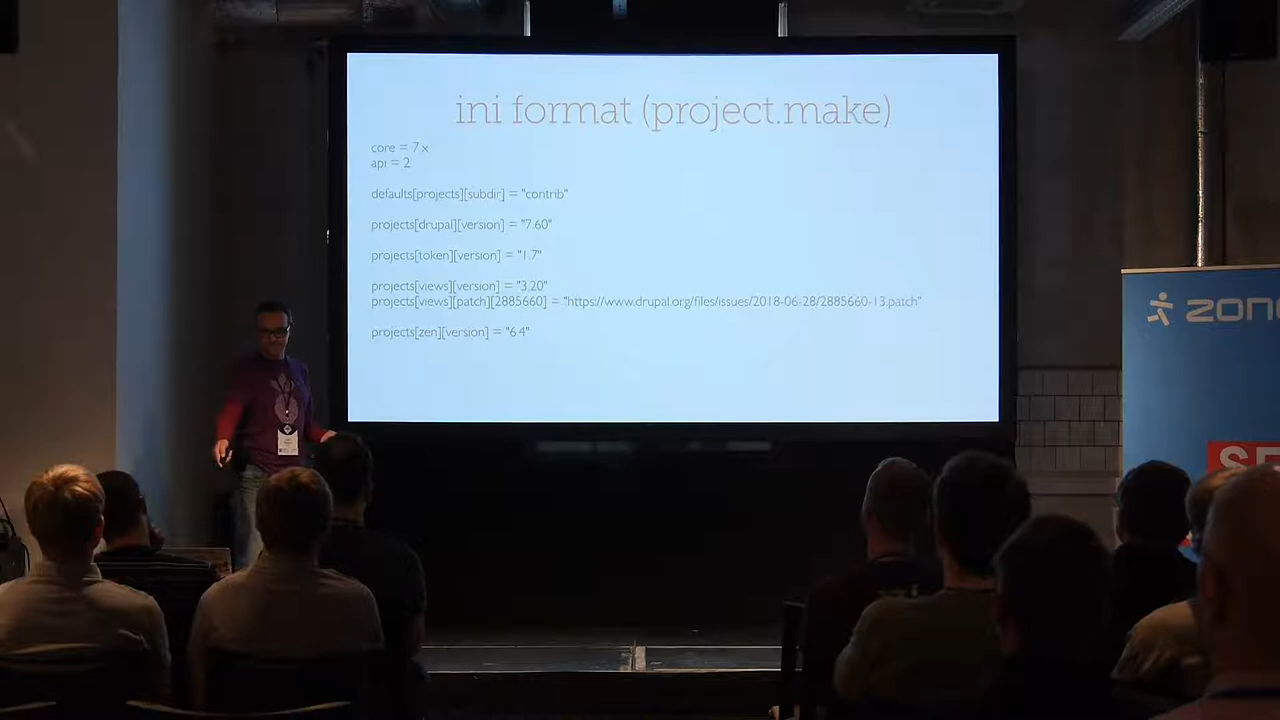 ini format (project.make)
core = 7.x
api = 2
defaults[projects][subdir] = "contrib"
projects[drupal][version] = "7.60"
projects[token][version] = "1.7"
projects[views][version] = "3.20"
projects[views][patch][2885660] = "https://www.drupal.org/files/issues/2018-06-28/2885660-13.patch"
projects[zen][version] = "6.4"
zone